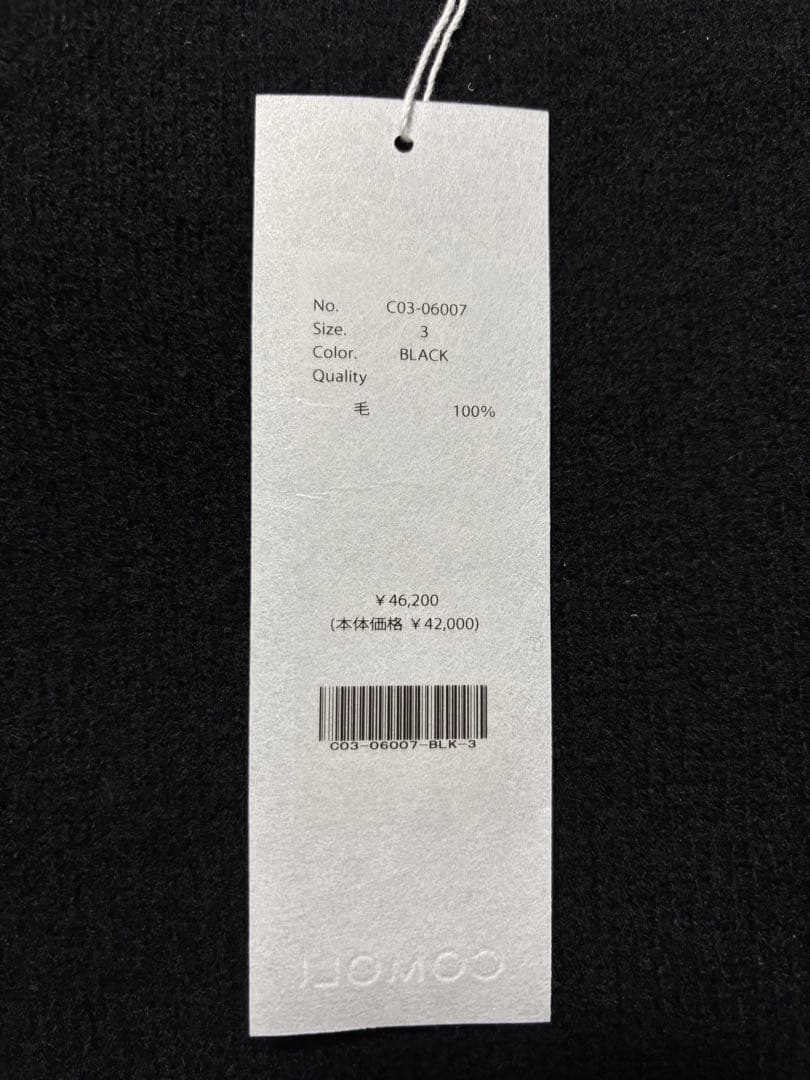 No. C03-06007
Size. 3
Color. BLACK
Quality
毛 100%
￥46,200
(本体価格 ￥42,000)
C03-06007-BLK-3
COMOLI